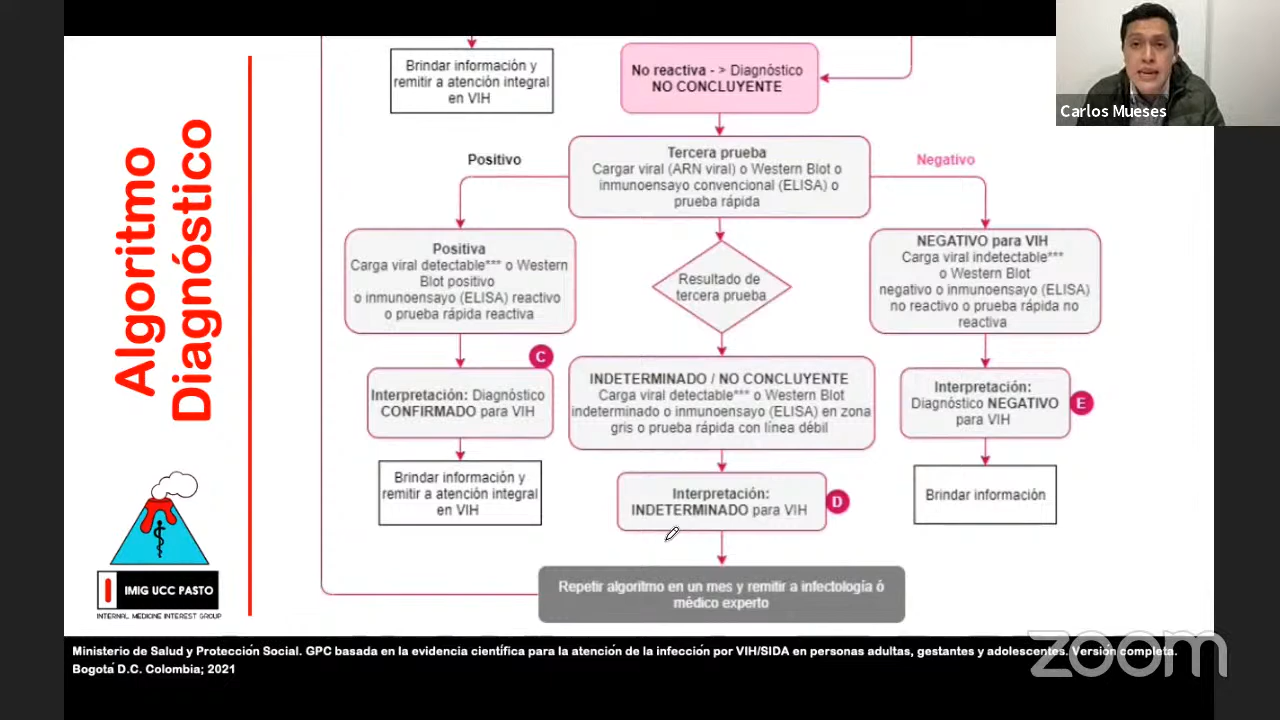 Algoritmo
Diagnóstico
Brindar información y
remitir a atención integral
en VIH
No reactiva - > Diagnóstico
NO CONCLUYENTE
Carlos Mueses
Positivo
Tercera prueba
Cargar viral (ARN viral) o Western Blot o
inmunoensayo convencional (ELISA) o
prueba rápida
Negativo
Positiva
Carga viral detectable*** o Western
Blot positivo
o inmunoensayo (ELISA) reactivo
o prueba rápida reactiva
Resultado de
tercera prueba
NEGATIVO para VIH
Carga viral indetectable***
o Western Blot
negativo o inmunoensayo (ELISA)
no reactivo o prueba rápida no
reactiva
C
Interpretación: Diagnóstico
CONFIRMADO para VIH
INDETERMINADO / NO CONCLUYENTE
Carga viral detectable*** o Western Blot
indeterminado o inmunoensayo (ELISA) en zona
gris o prueba rápida con línea débil
Interpretación:
Diagnóstico NEGATIVO
para VIH
E
Brindar información y
remitir a atención integral
en VIH
Interpretación:
INDETERMINADO para VIH
D
Brindar información
Repetir algoritmo en un mes y remitir a infectología ó
médico experto
IMIG UCC PASTO
INTERNAL MEDICINE INTEREST GROUP
Ministerio de Salud y Protección Social. GPC basada en la evidencia científica para la atención de la infección por VIH/SIDA en personas adultas, gestantes y adolescentes. Versión completa.
Bogotá D.C. Colombia; 2021
zoom